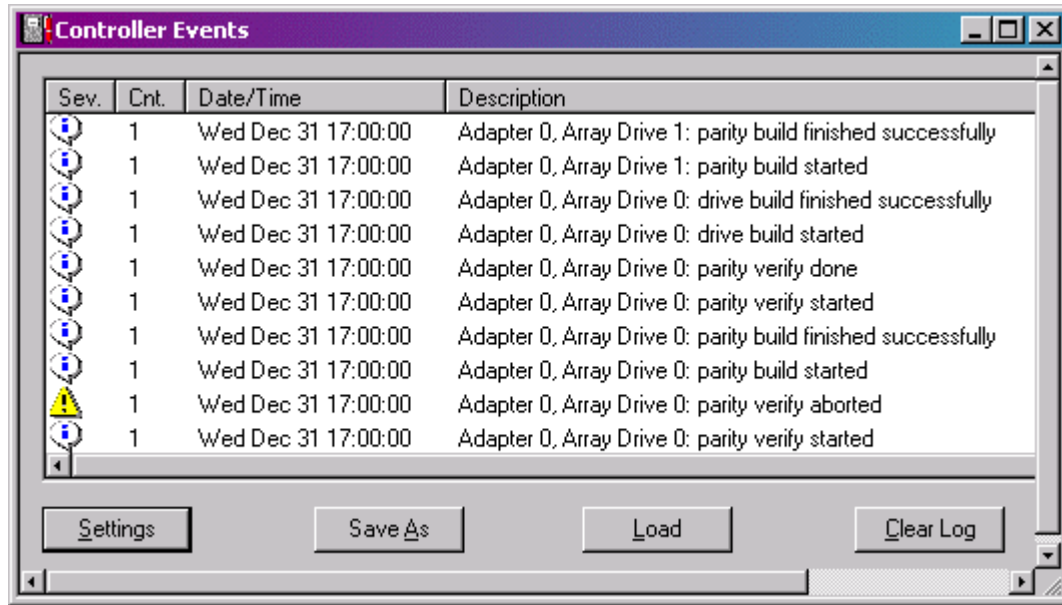 Controller Events
Sev. Cnt. Date/Time Description
1 Wed Dec 31 17:00:00 Adapter 0, Array Drive 1: parity build finished successfully
1 Wed Dec 31 17:00:00 Adapter 0, Array Drive 1: parity build started
1 Wed Dec 31 17:00:00 Adapter 0, Array Drive 0: drive build finished successfully
1 Wed Dec 31 17:00:00 Adapter 0, Array Drive 0: drive build started
1 Wed Dec 31 17:00:00 Adapter 0, Array Drive 0: parity verify done
1 Wed Dec 31 17:00:00 Adapter 0, Array Drive 0: parity verify started
1 Wed Dec 31 17:00:00 Adapter 0, Array Drive 0: parity build finished successfully
1 Wed Dec 31 17:00:00 Adapter 0, Array Drive 0: parity build started
1 Wed Dec 31 17:00:00 Adapter 0, Array Drive 0: parity verify aborted
1 Wed Dec 31 17:00:00 Adapter 0, Array Drive 0: parity verify started
Settings Save As Load Clear Log